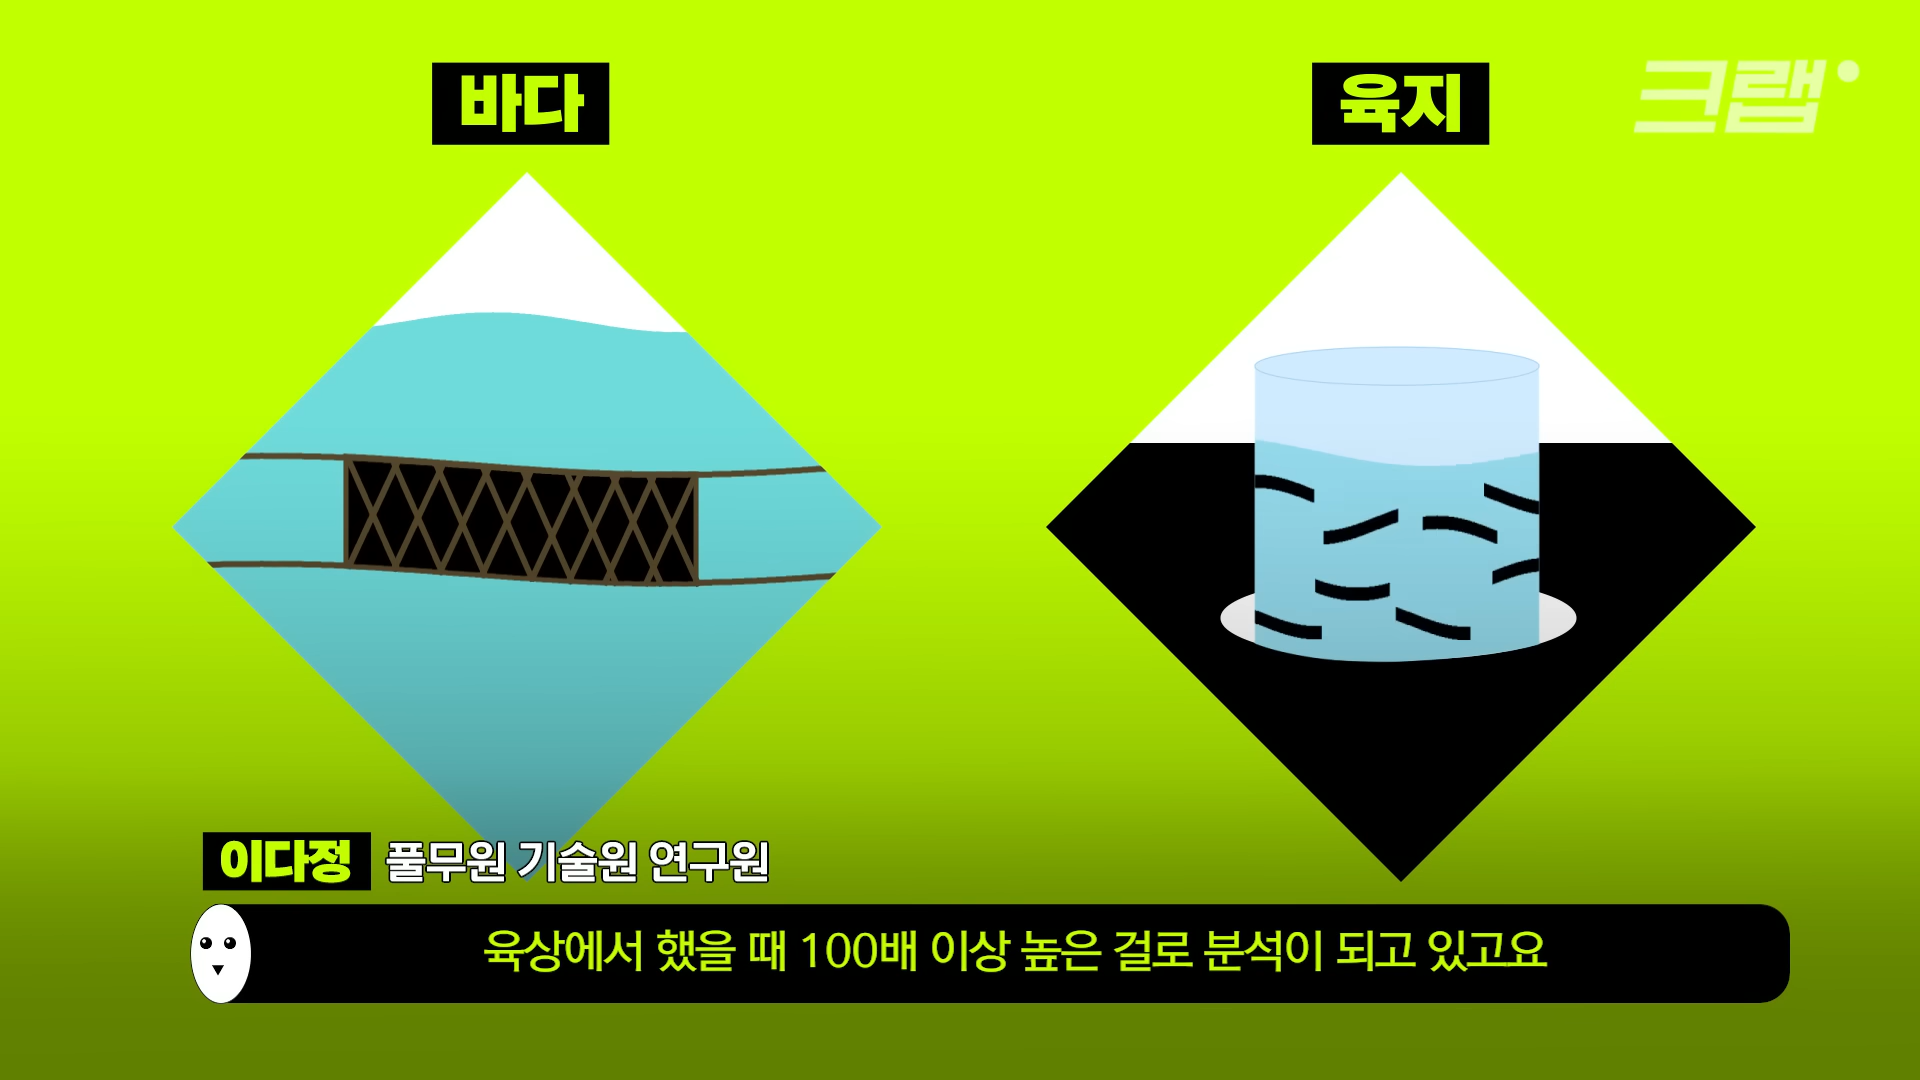 바다
육지
크랩
이다정 풀무원 기술원 연구원
육상에서 했을 때 100배 이상 높은 걸로 분석이 되고 있고요